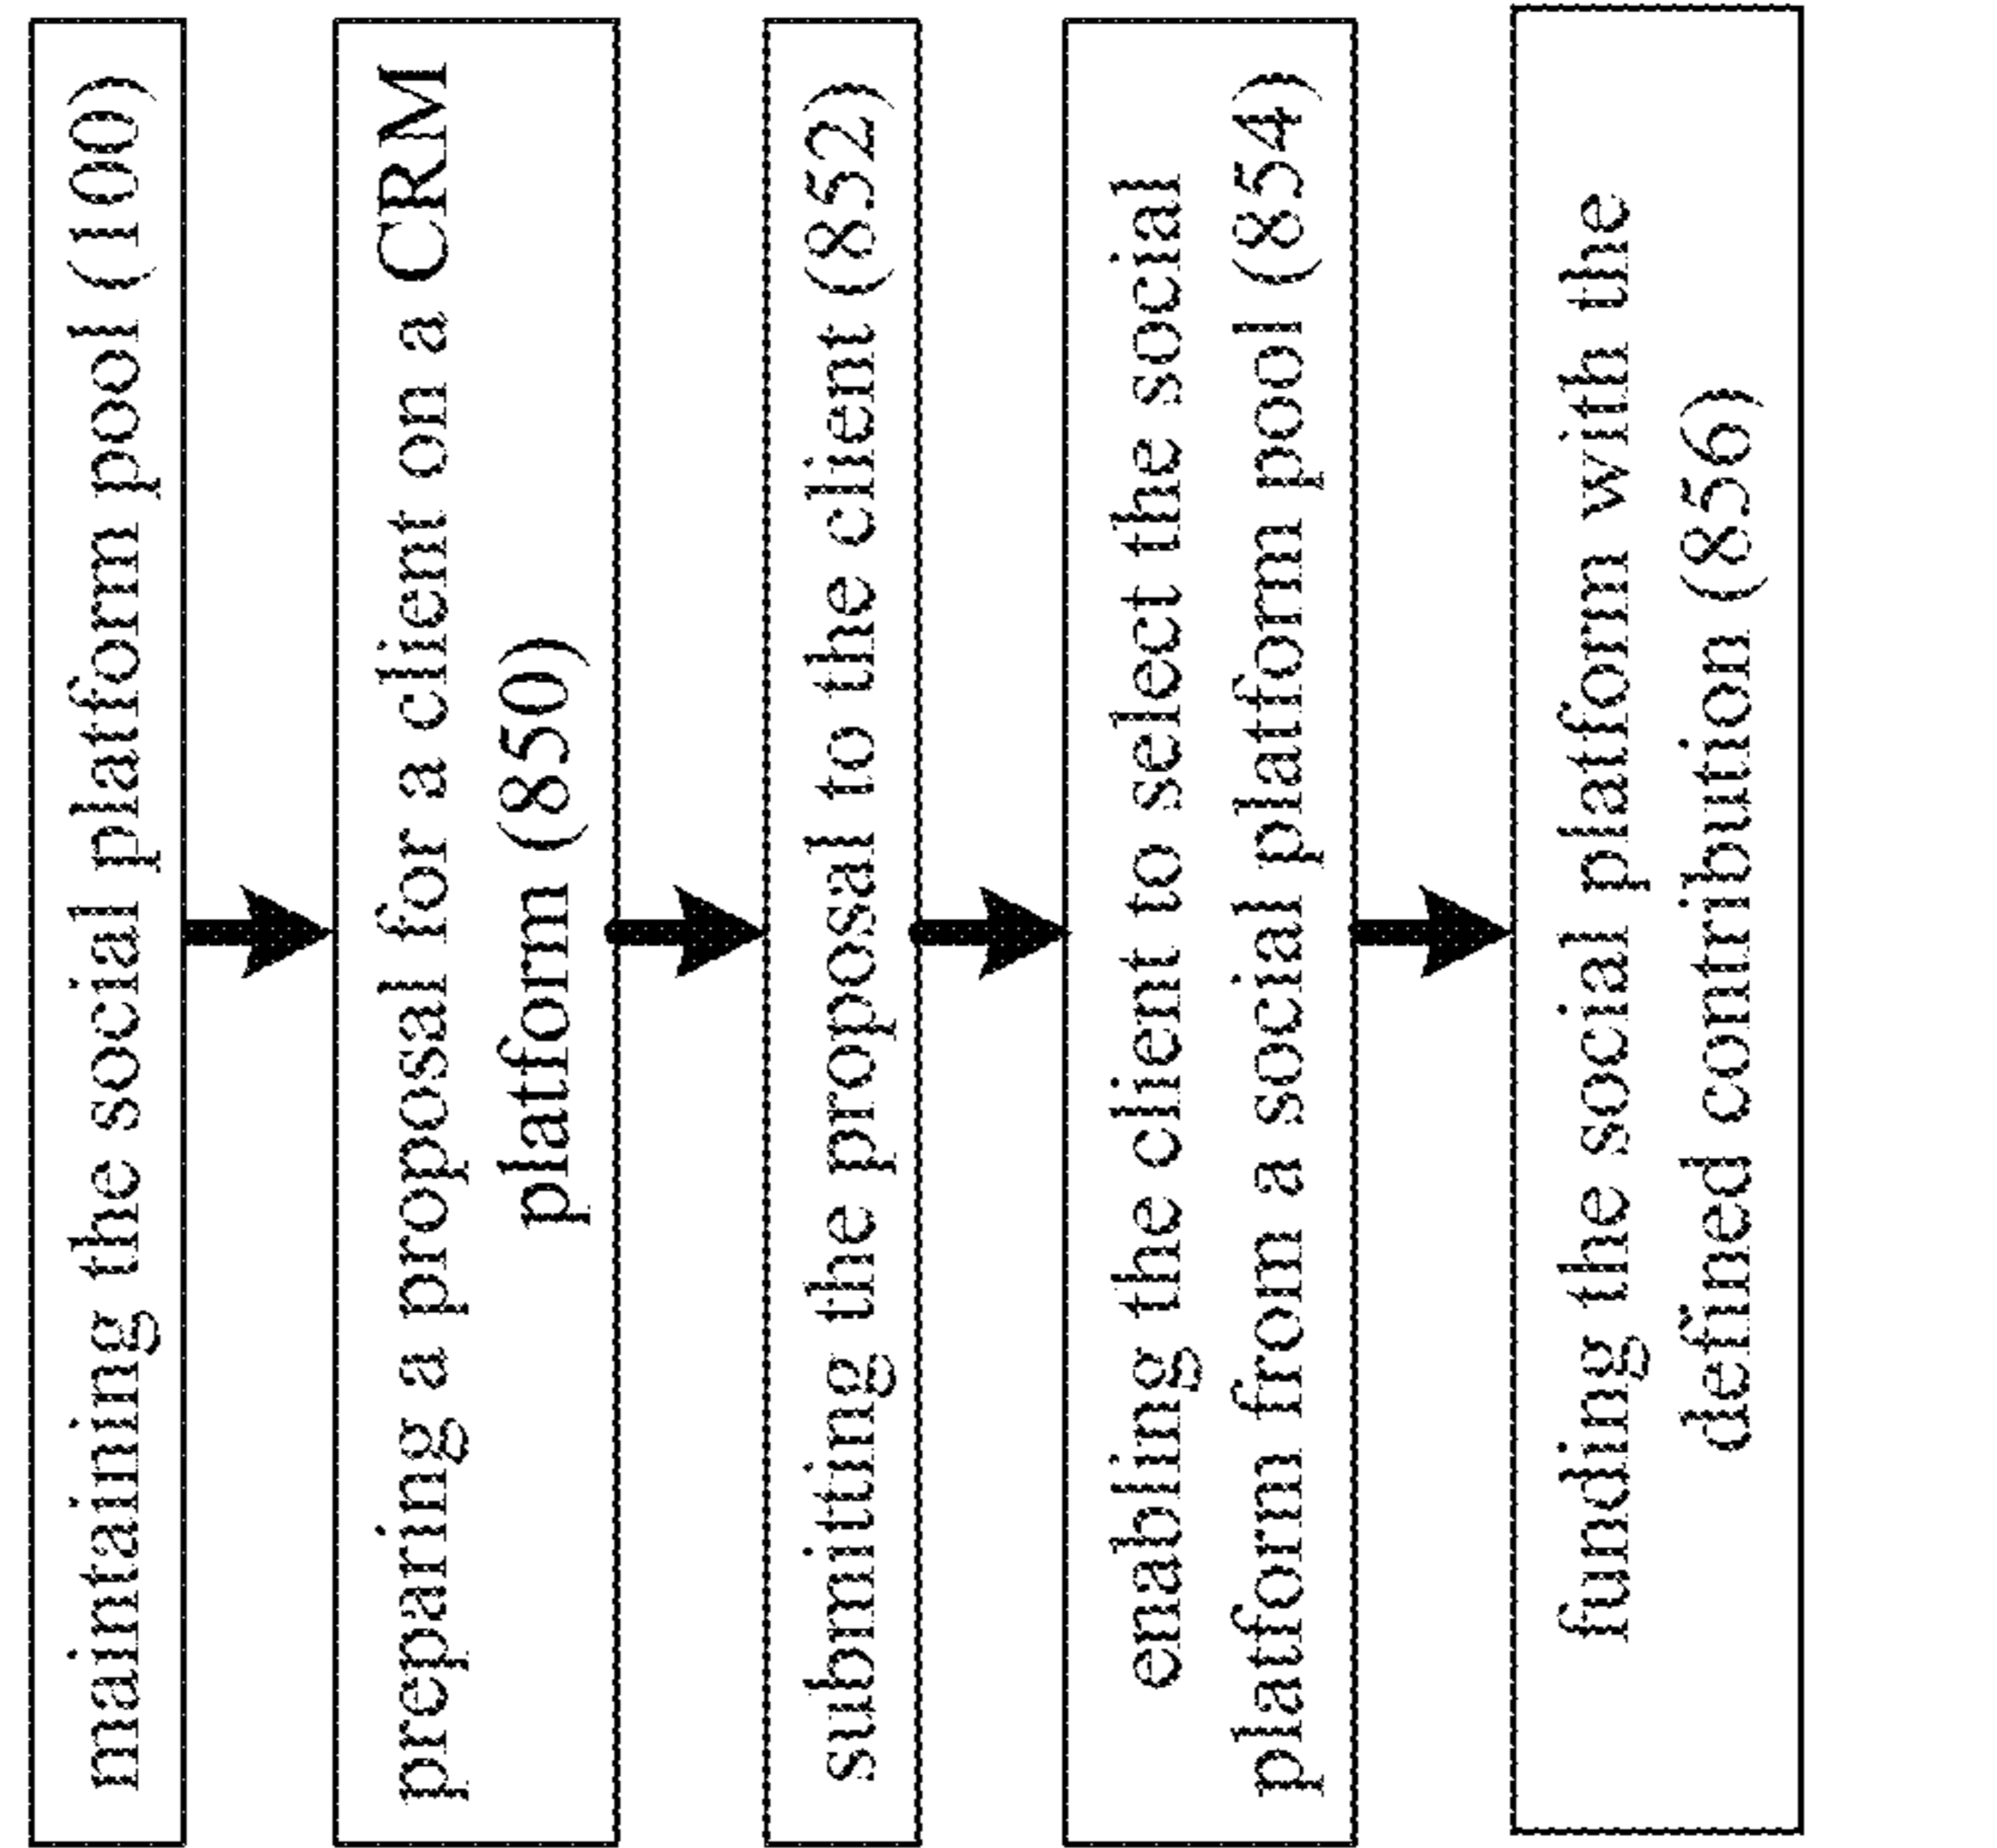 maintaining the social platform pool (100)
preparing a proposal for a client on a CRM
platform (850)
submitting the proposal to the client (852)
enabling the client to select the social
platform from a social platform pool (854)
funding the social platform with the
defined contribution (856)